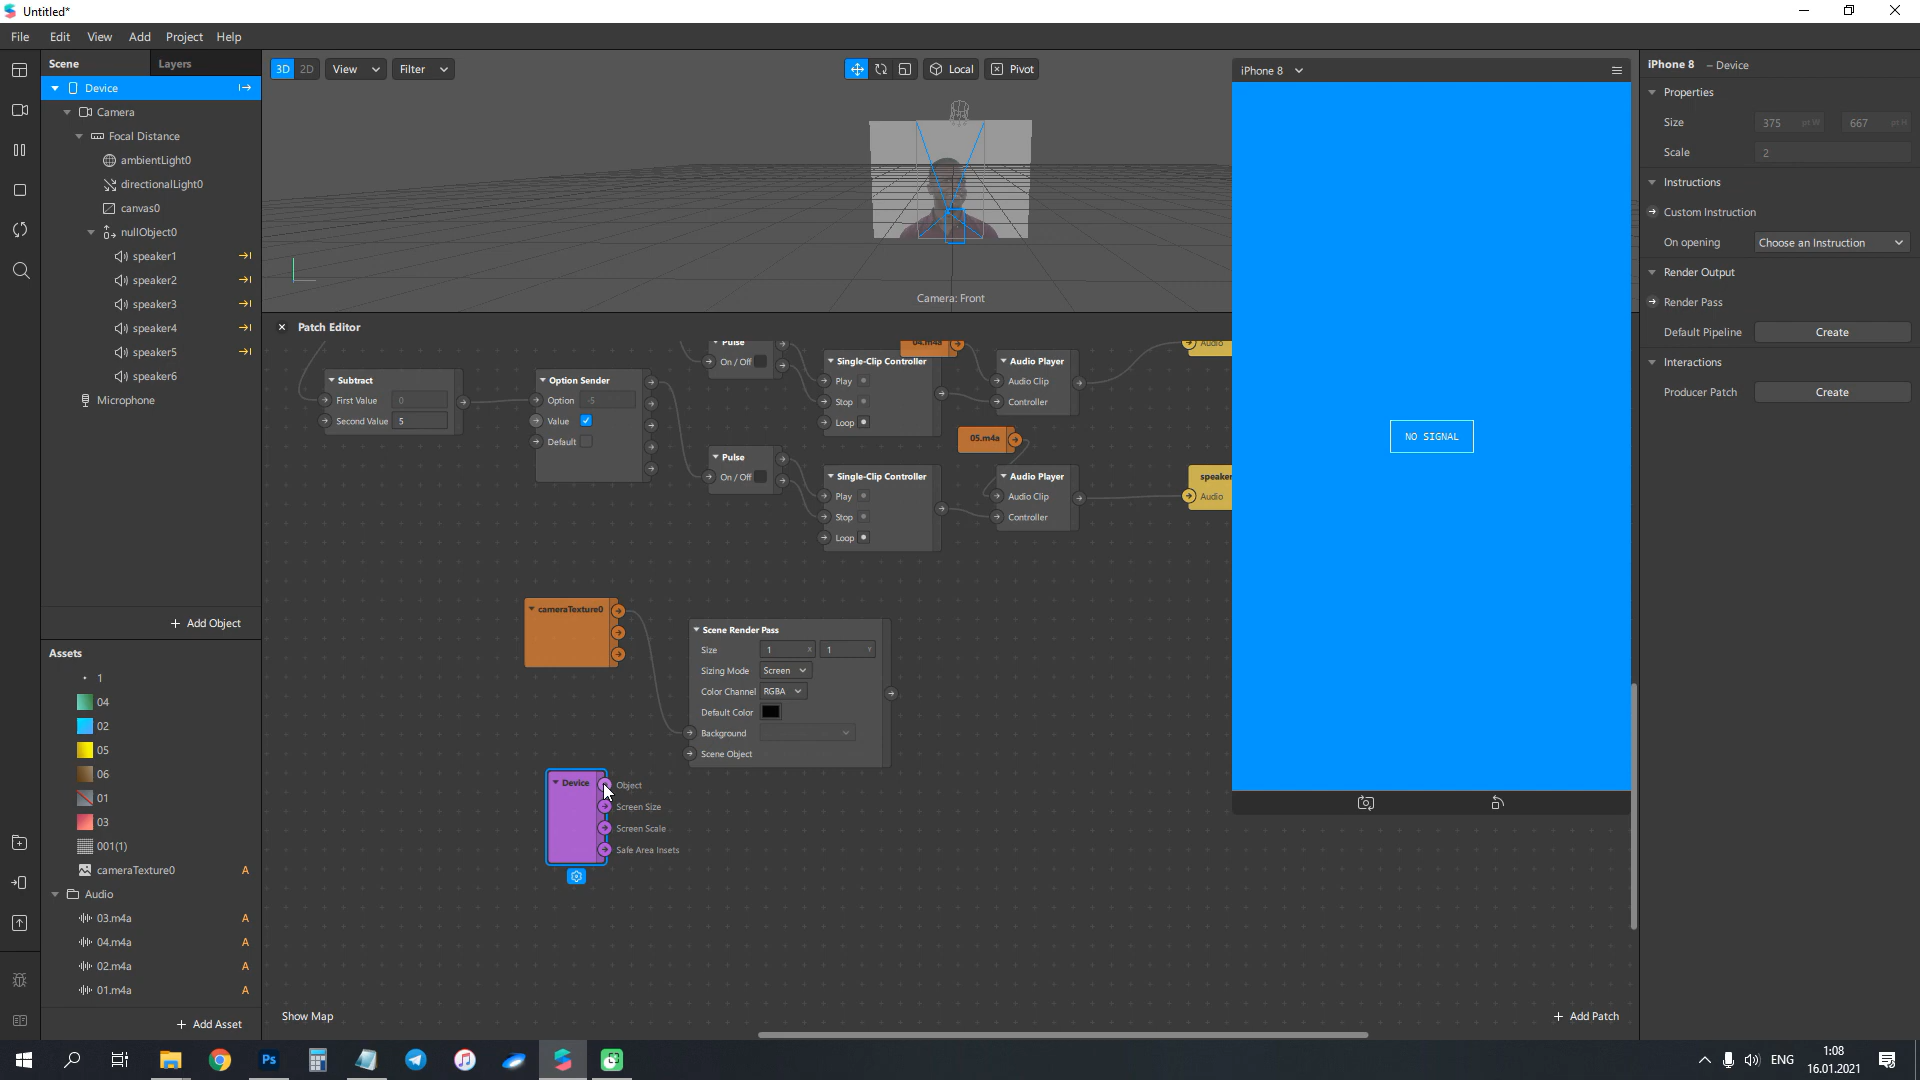 Untitled*
File Edit View Add Project Help
Scene Layers
Device
Camera
Focal Distance
ambientLight0
directionalLight0
canvas0
nullObject0
speaker1
speaker2
speaker3
speaker4
speaker5
speaker6
Microphone
+ Add Object
Assets
1
04
02
05
06
01
03
001(1)
cameraTexture0 A
Audio
03.m4a A
04.m4a A
02.m4a A
01.m4a A
+ Add Asset
3D 2D View Filter
Local Pivot
Camera: Front
Patch Editor
Subtract
First Value 0
Second Value 5
Option Sender
Option -5
Value
Default
Pulse
On / Off
Single-Clip Controller
Play
Stop
Loop
04.m4a
Audio Player
Audio Clip
Controller
Audio
05.m4a
Pulse
On / Off
Single-Clip Controller
Play
Stop
Loop
Audio Player
Audio Clip
Controller
speaker
Audio
cameraTexture0
Scene Render Pass
Size 1 X 1 Y
Sizing Mode Screen
Color Channel RGBA
Default Color
Background
Scene Object
Device
Object
Screen Size
Screen Scale
Safe Area Insets
Show Map
+ Add Patch
iPhone 8
NO SIGNAL
iPhone 8 – Device
Properties
Size 375 pt W 667 pt H
Scale 2
Instructions
Custom Instruction
On opening Choose an Instruction
Render Output
Render Pass
Default Pipeline Create
Interactions
Producer Patch Create
Ps
ENG
1:08
16.01.2021